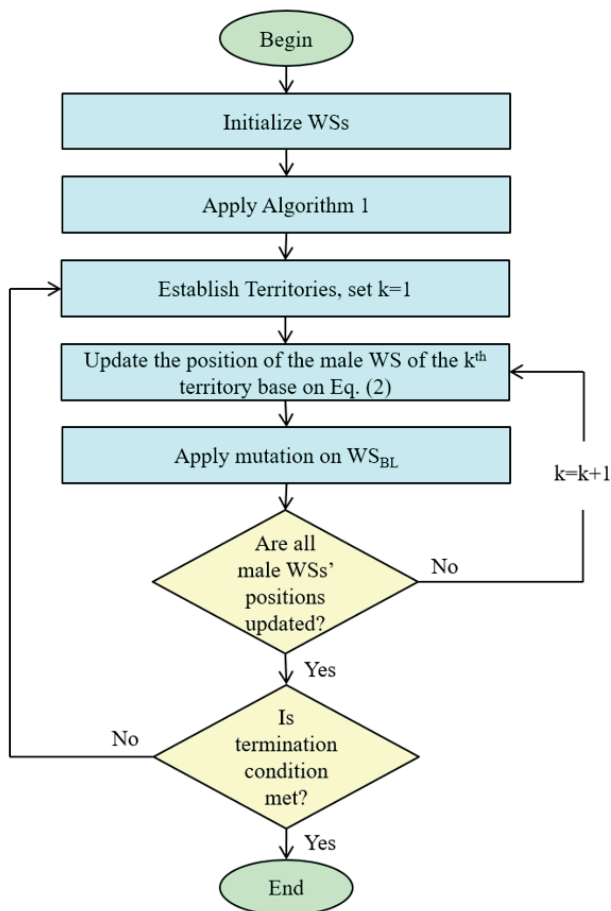 Begin
Initialize WSs
Apply Algorithm 1
Establish Territories, set k=1
Update the position of the male WS of the kth
territory base on Eq. (2)
Apply mutation on WSBL
k=k+1
Are all
male WSs’
positions
updated?
No
Yes
Is
termination
condition
met?
No
Yes
End